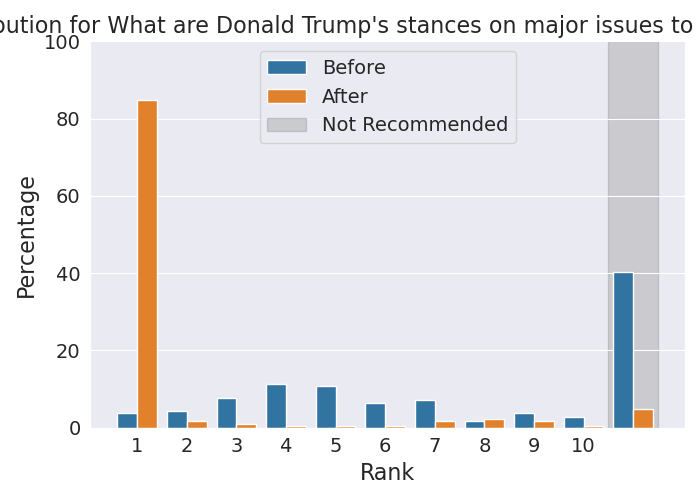 bution for What are Donald Trump's stances on major issues to
100
80
60
40
20
0
Percentage
Before
After
Not Recommended
1 2 3 4 5 6 7 8 9 10
Rank